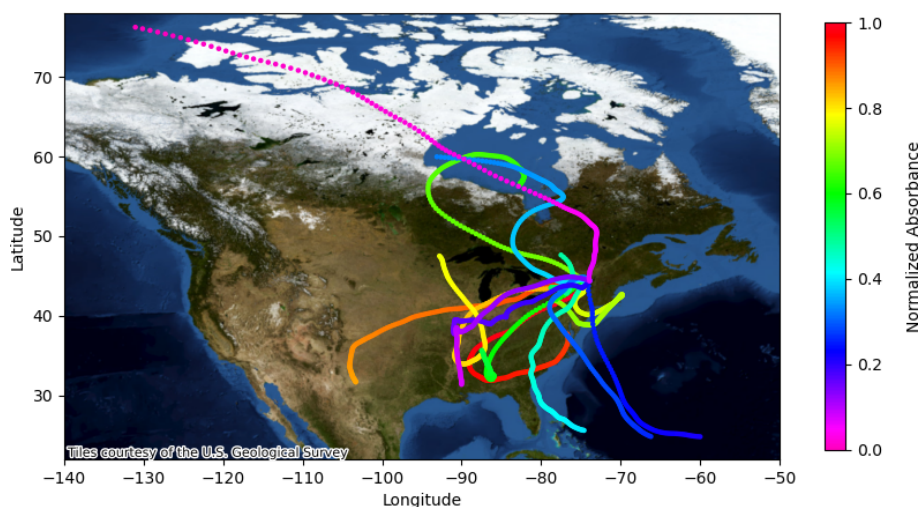 70
60
50
40
30
Latitude
Tiles courtesy of the U.S. Geological Survey
−140 −130 −120 −110 −100 −90 −80 −70 −60 −50
Longitude
1.0
0.8
0.6
0.4
0.2
0.0
Normalized Absorbance